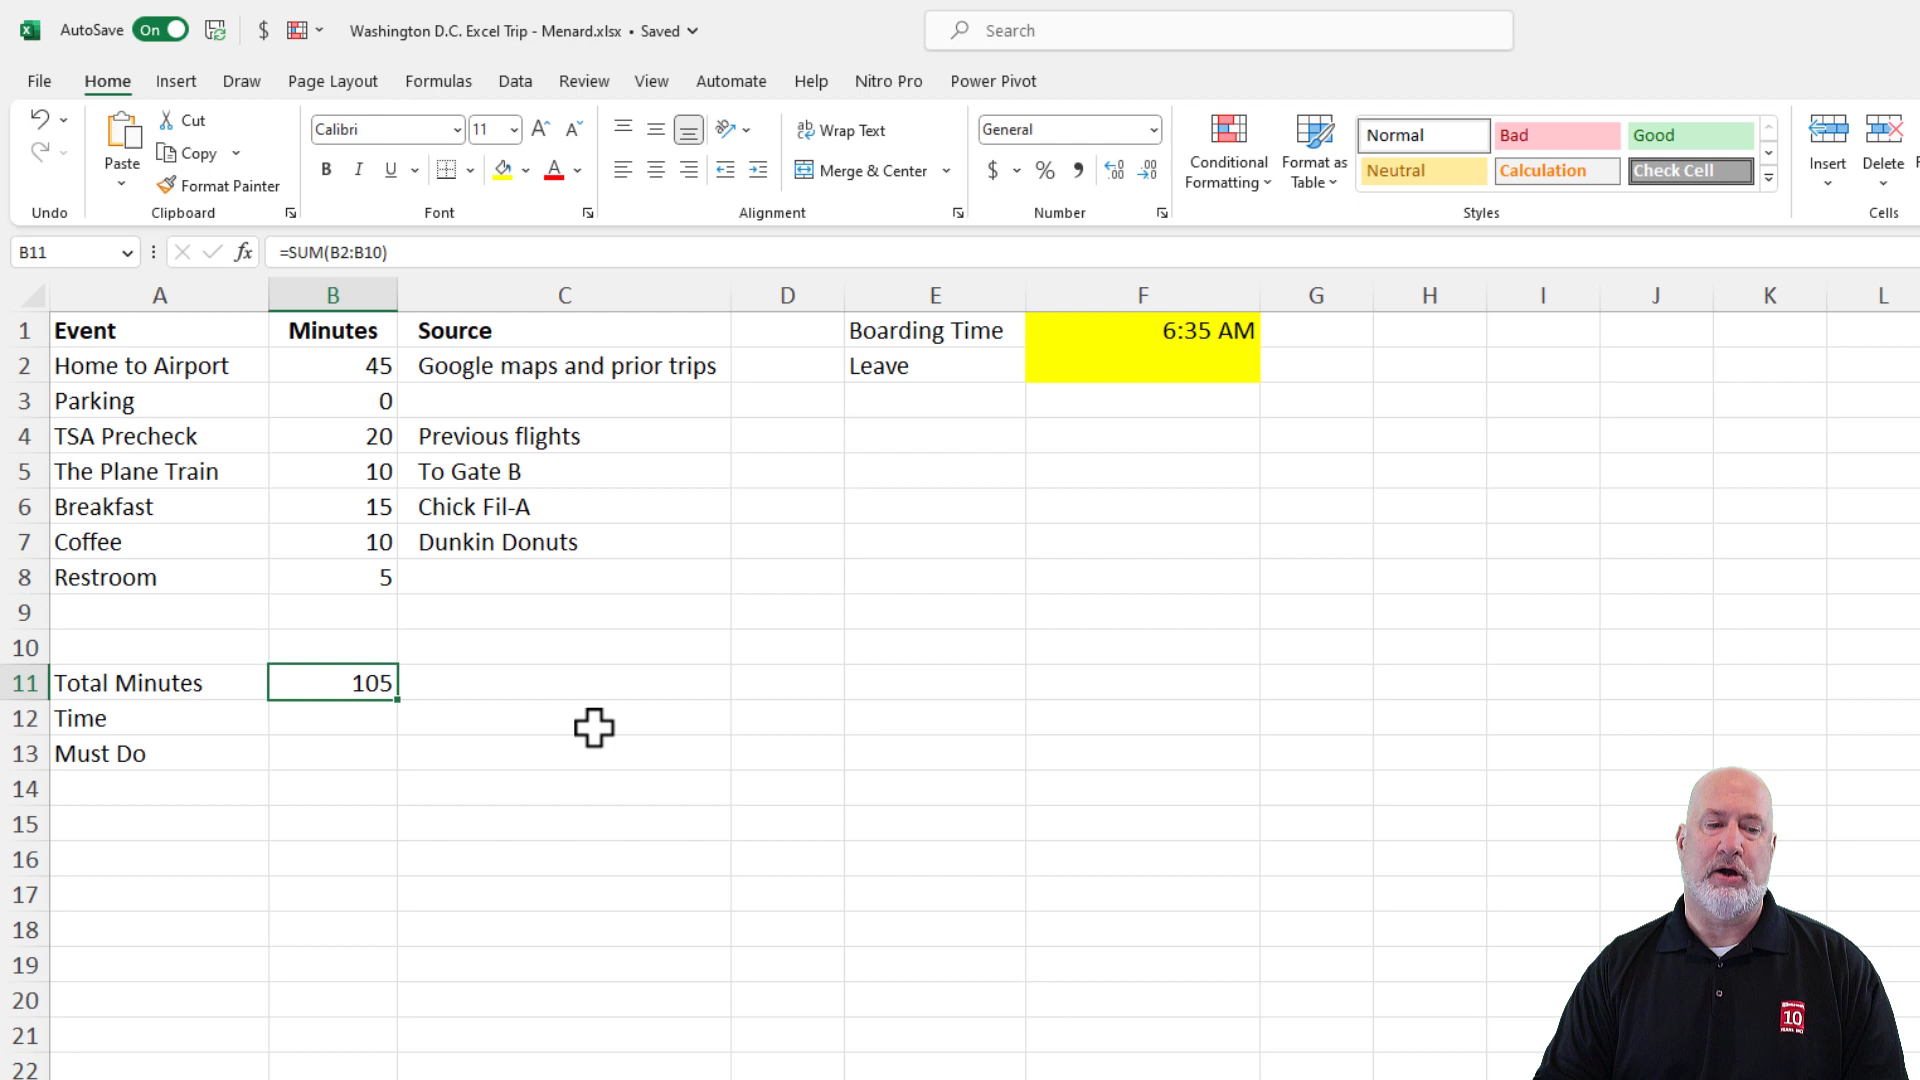 AutoSave On $ Washington D.C. Excel Trip - Menard.xlsx • Saved Search
File Home Insert Draw Page Layout Formulas Data Review View Automate Help Nitro Pro Power Pivot
Paste Cut Copy Format Painter
Calibri 11 B I U A
Wrap Text Merge & Center
General $ %
Conditional Formatting Format as Table
Normal Bad Good
Neutral Calculation Check Cell
Insert Delete
Undo Clipboard Font Alignment Number Styles Cells
B11 fx =SUM(B2:B10)
A B C D E F G H I J K L
1 Event Minutes Source Boarding Time 6:35 AM
2 Home to Airport 45 Google maps and prior trips Leave
3 Parking 0
4 TSA Precheck 20 Previous flights
5 The Plane Train 10 To Gate B
6 Breakfast 15 Chick Fil-A
7 Coffee 10 Dunkin Donuts
8 Restroom 5
9
10
11 Total Minutes 105
12 Time
13 Must Do
14
15
16
17
18
19
20
21
22
10